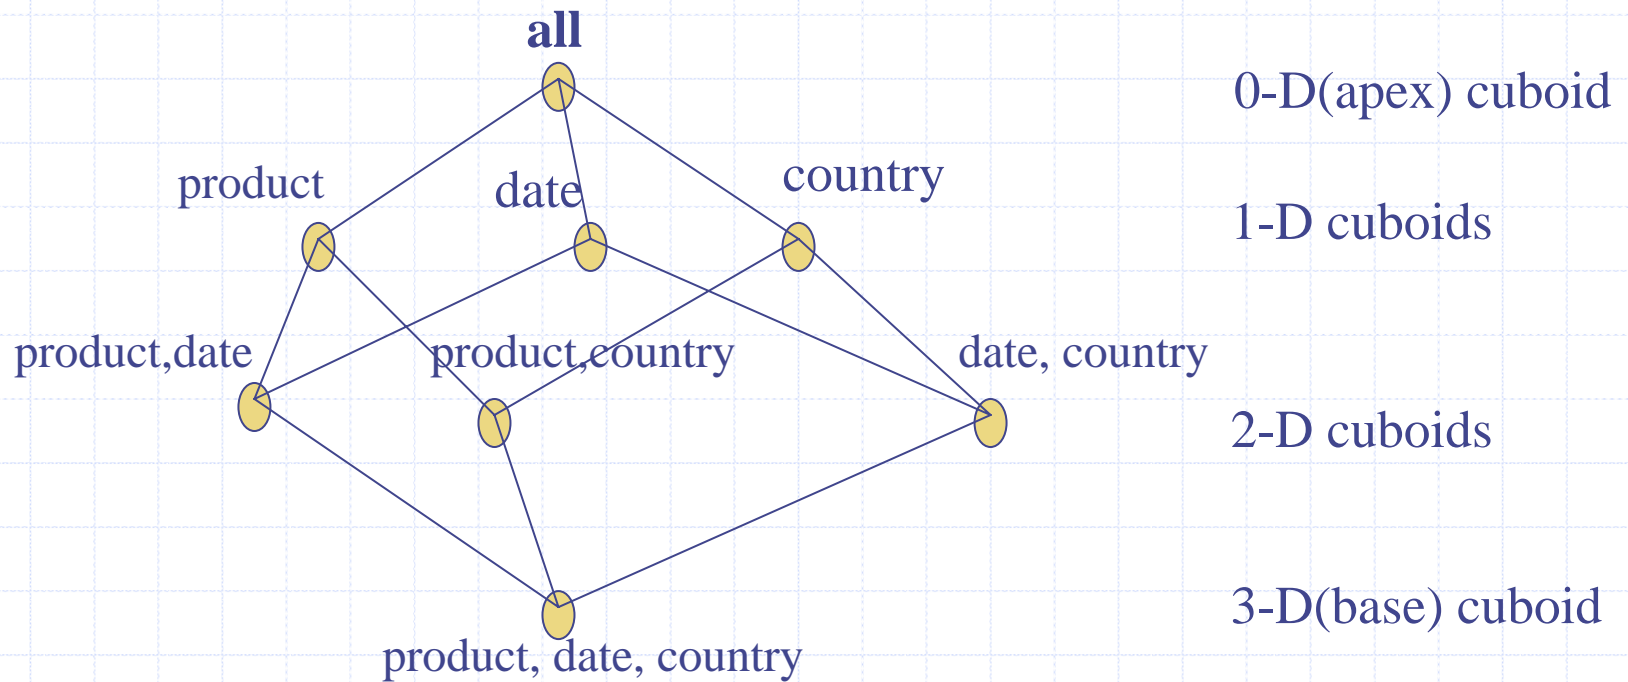 all
0-D(apex) cuboid
product
date
country
1-D cuboids
product,date
product,country
date, country
2-D cuboids
3-D(base) cuboid
product, date, country